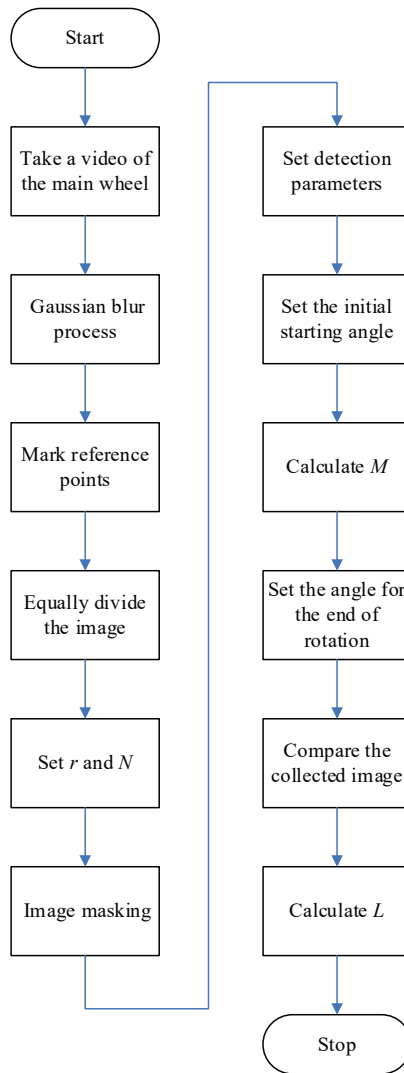 Start
Take a video of
the main wheel
Gaussian blur
process
Mark reference
points
Equally divide
the image
Set r and N
Image masking
Set detection
parameters
Set the initial
starting angle
Calculate M
Set the angle for
the end of
rotation
Compare the
collected image
Calculate L
Stop